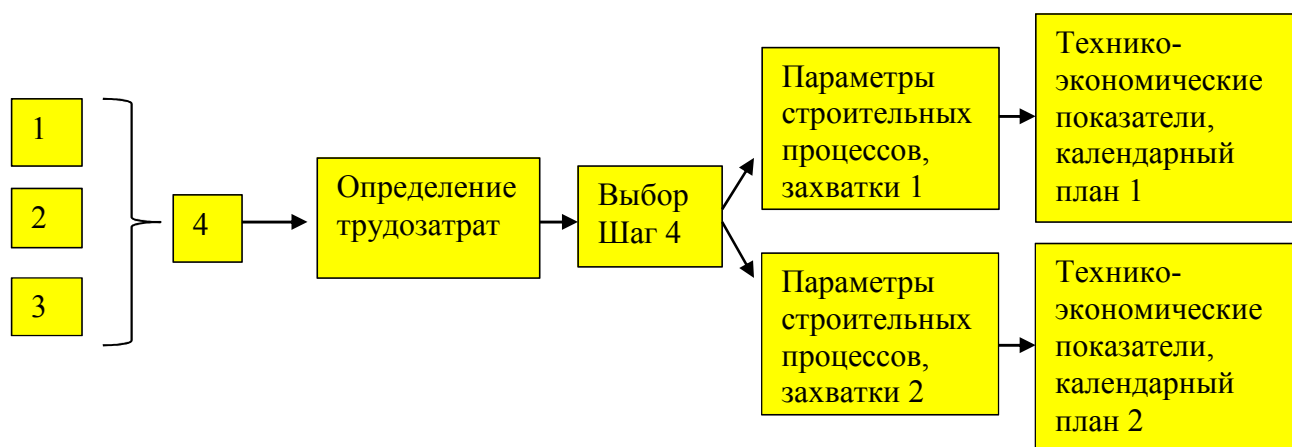 1
2
3
4
Определение
трудозатрат
Выбор
Шаг 4
Параметры
строительных
процессов,
захватки 1
Технико-
экономические
показатели,
календарный
план 1
Параметры
строительных
процессов,
захватки 2
Технико-
экономические
показатели,
календарный
план 2